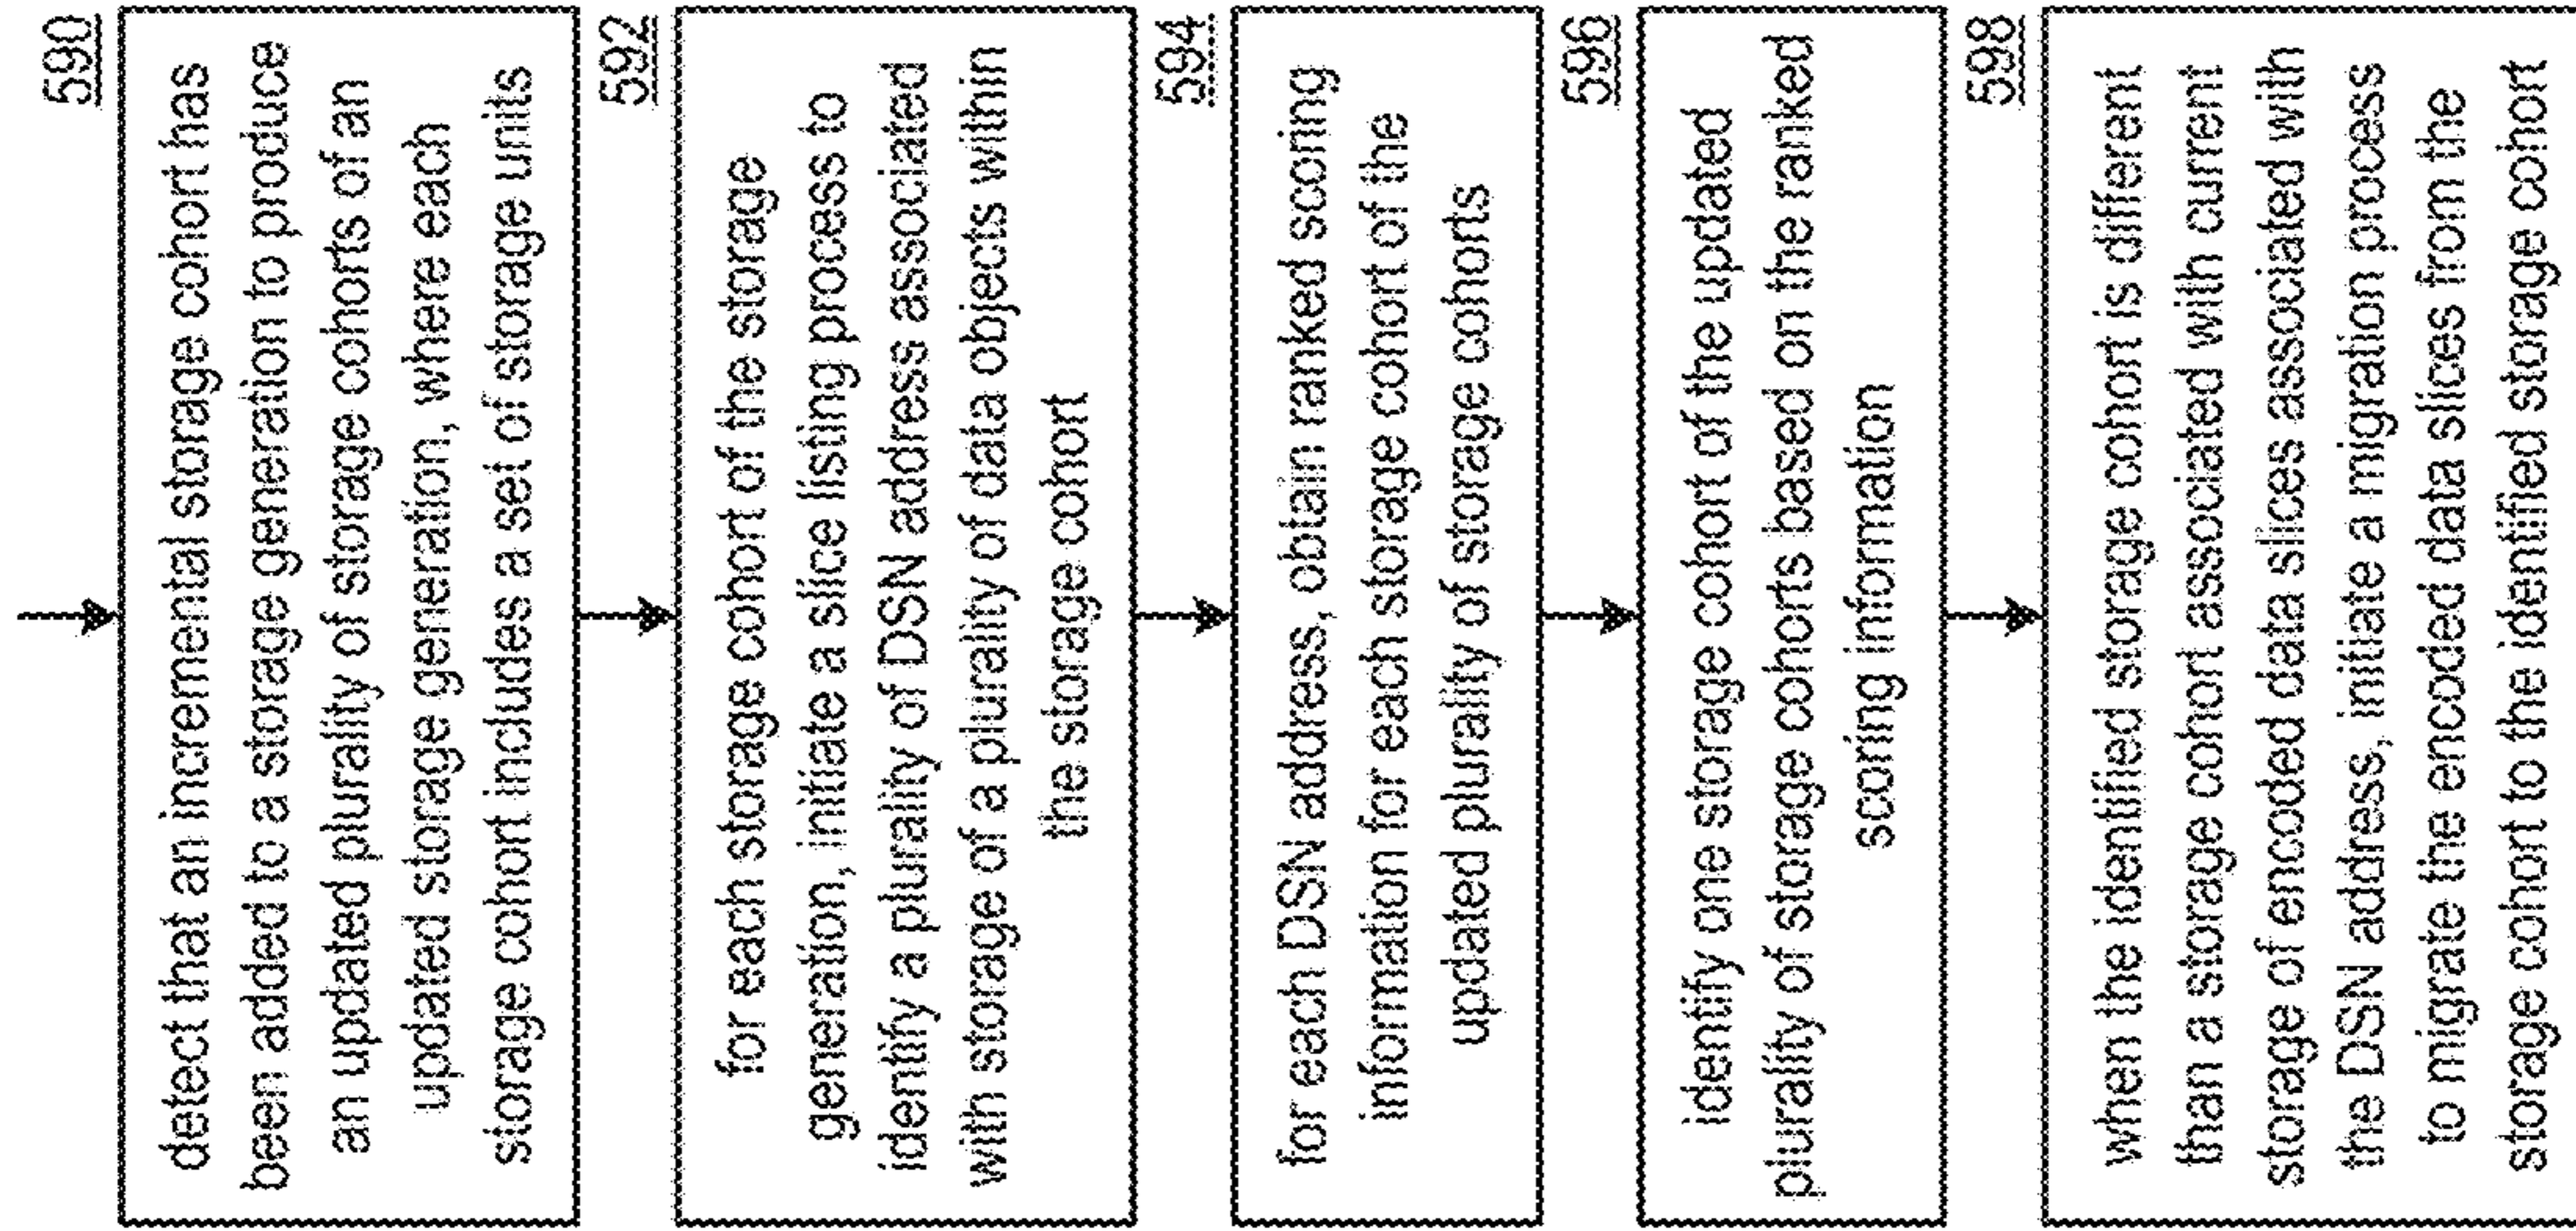 590
detect that an incremental storage cohort has
been added to a storage generation to produce
an updated plurality of storage cohorts of an
updated storage generation, where each
storage cohort includes a set of storage units
592
for each storage cohort of the storage
generation, initiate a slice listing process to
identify a plurality of DSN address associated
with storage of a plurality of data objects within
the storage cohort
594
for each DSN address, obtain ranked scoring
information for each storage cohort of the
updated plurality of storage cohorts
596
identify one storage cohort of the updated
plurality of storage cohorts based on the ranked
scoring information
598
when the identified storage cohort is different
than a storage cohort associated with current
storage of encoded data slices associated with
the DSN address, initiate a migration process
to migrate the encoded data slices from the
storage cohort to the identified storage cohort